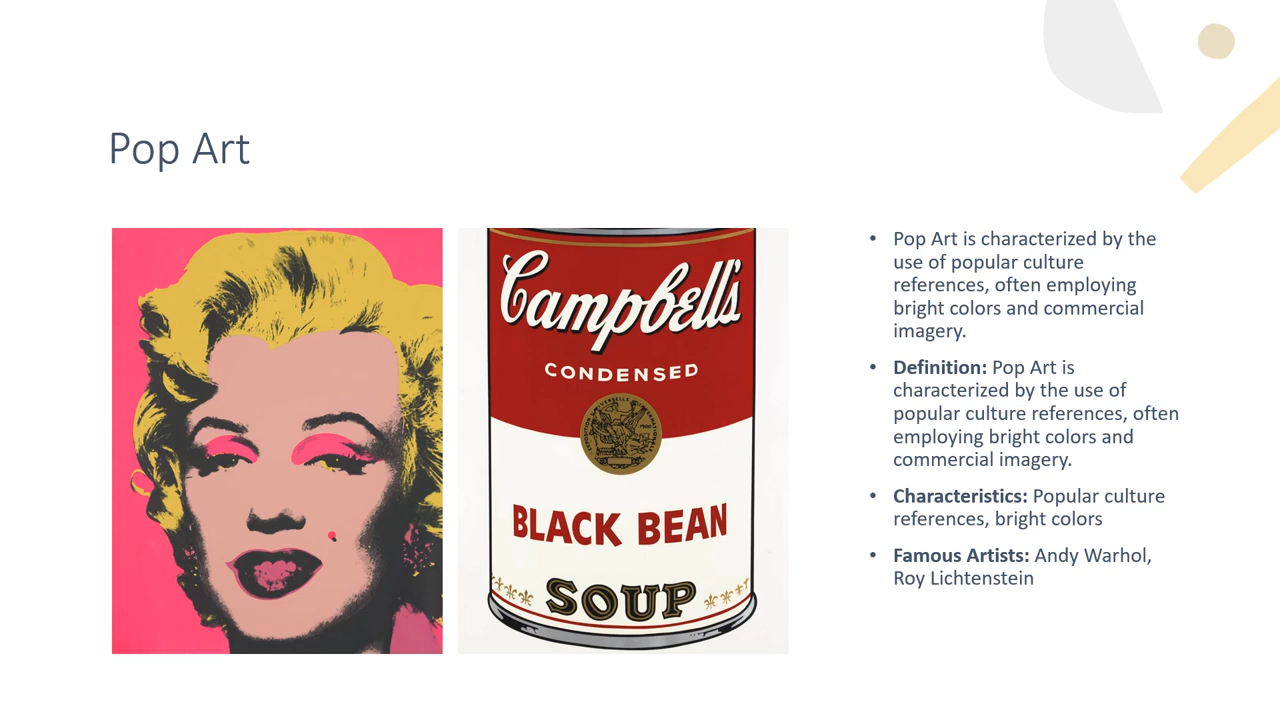 Pop Art
Campbell's
CONDENSED
BLACK BEAN
SOUP
• Pop Art is characterized by the
use of popular culture
references, often employing
bright colors and commercial
imagery.
• Definition: Pop Art is
characterized by the use of
popular culture references, often
employing bright colors and
commercial imagery.
• Characteristics: Popular culture
references, bright colors
• Famous Artists: Andy Warhol,
Roy Lichtenstein